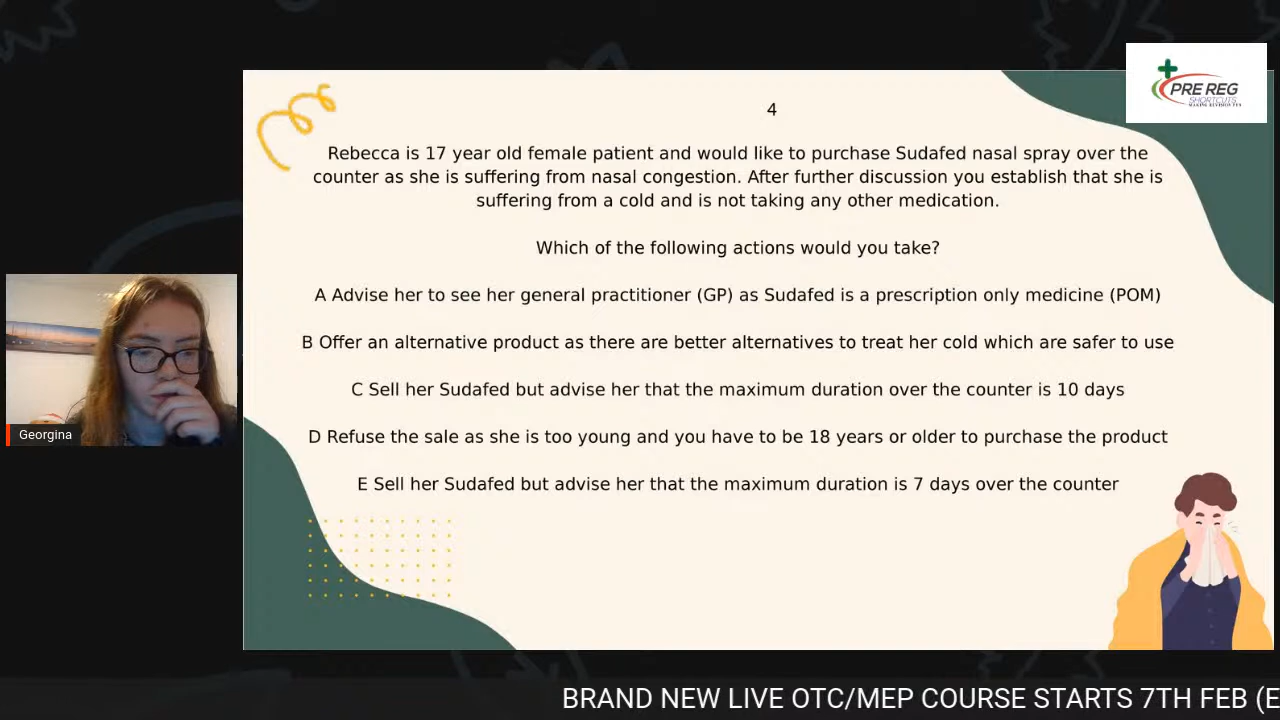 PRE REG
SHORTCUTS
MAKING REVISION FUN
4
Rebecca is 17 year old female patient and would like to purchase Sudafed nasal spray over the
counter as she is suffering from nasal congestion. After further discussion you establish that she is
suffering from a cold and is not taking any other medication.
Which of the following actions would you take?
A Advise her to see her general practitioner (GP) as Sudafed is a prescription only medicine (POM)
B Offer an alternative product as there are better alternatives to treat her cold which are safer to use
C Sell her Sudafed but advise her that the maximum duration over the counter is 10 days
D Refuse the sale as she is too young and you have to be 18 years or older to purchase the product
E Sell her Sudafed but advise her that the maximum duration is 7 days over the counter
Georgina
BRAND NEW LIVE OTC/MEP COURSE STARTS 7TH FEB (E